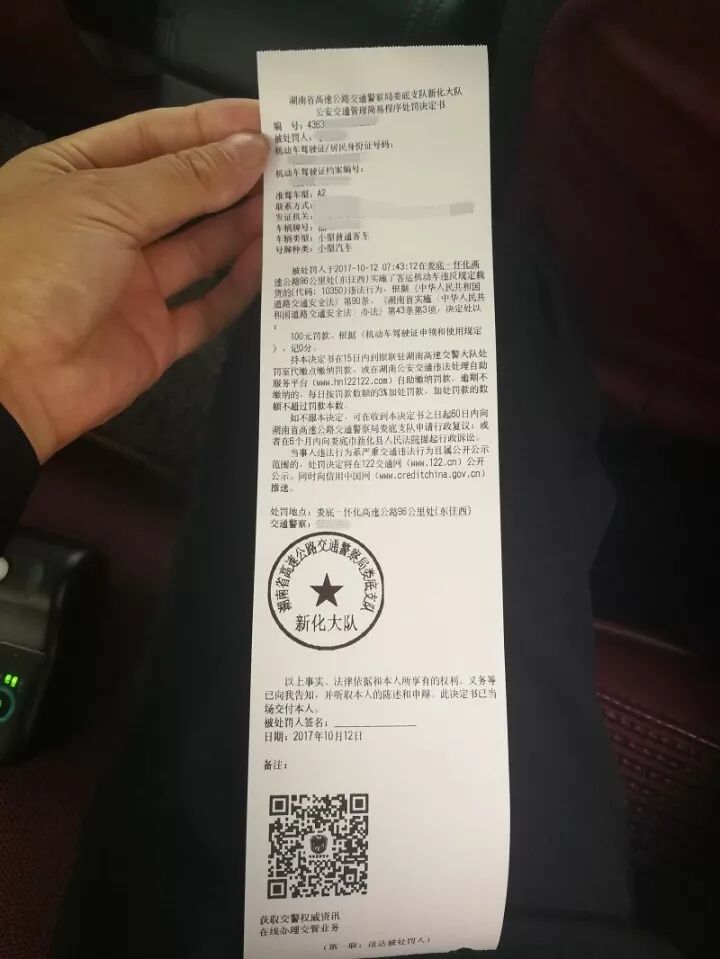 湖南省高速公路交通警察局娄底支队新化大队
公安交通管理简易程序处罚决定书
编 号：4363
被处罚人：
机动车驾驶证/居民身份证号码：
机动车驾驶证档案编号：
准驾车型：A2
联系方式：
发证机关：
车辆牌号：
车辆类型：小型普通客车
号牌种类：小型汽车
被处罚人于2017-10-12 07:43:12在娄底一怀化高
速公路96公里处(东往西)实施了客运机动车违反规定载
货的(代码：10350)违法行为，根据《中华人民共和国
道路交通安全法》第90条、《湖南省实施〈中华人民共
和国道路交通安全法〉办法》第43条第3项，决定处以
：
100元罚款。根据《机动车驾驶证申领和使用规定
》，记0分。
持本决定书在15日内到银联驻湖南高速交警大队处
罚室代缴点缴纳罚款，或在湖南公安交通违法处理自助
服务平台（www.hn122122.com）自助缴纳罚款。逾期不
缴纳的，每日按罚款数额的3%加处罚款，加处罚款的数
额不超过罚款本数。
如不服本决定，可在收到本决定书之日起60日内向
湖南省高速公路交通警察局娄底支队申请行政复议；或
者在6个月内向娄底市新化县人民法院提起行政诉讼。
当事人违法行为系严重交通违法行为且属公开公示
范围的，处罚决定将在122交通网（www.122.cn）公开
公示。同时向信用中国网（www.creditchina.gov.cn）
推送。
处罚地点：娄底一怀化高速公路96公里处(东往西)
交通警察：
湖南省高速公路交通警察局娄底支队
新化大队
以上事实、法律依据和本人所享有的权利、义务等
已向我告知，并听取本人的陈述和申辩。此决定书已当
场交付本人。
被处罚人签名：
日期：2017年10月12日
备注：
获取交警权威资讯
在线办理交管业务
(第一联：送达被处罚人)